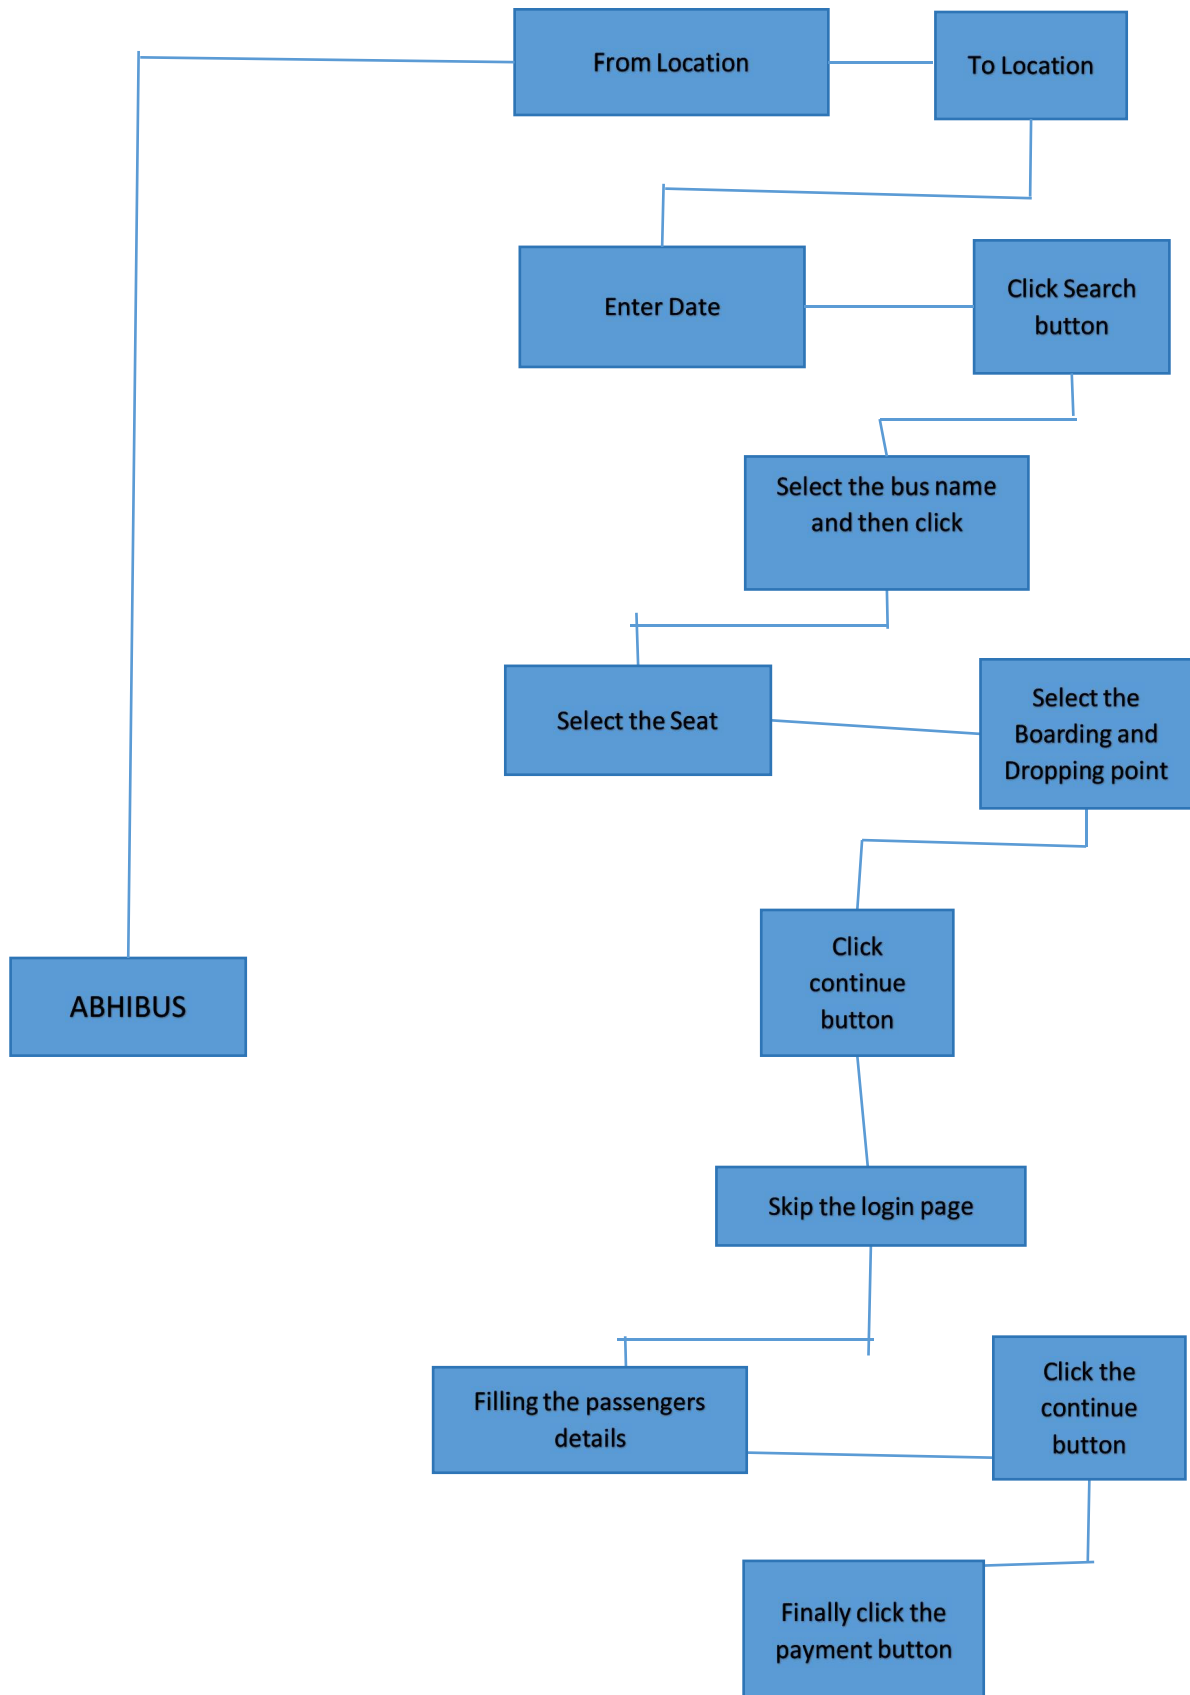 From Location
To Location
Enter Date
Click Search
button
Select the bus name
and then click
Select the Seat
Select the
Boarding and
Dropping point
Click
continue
button
ABHIBUS
Skip the login page
Filling the passengers
details
Click the
continue
button
Finally click the
payment button